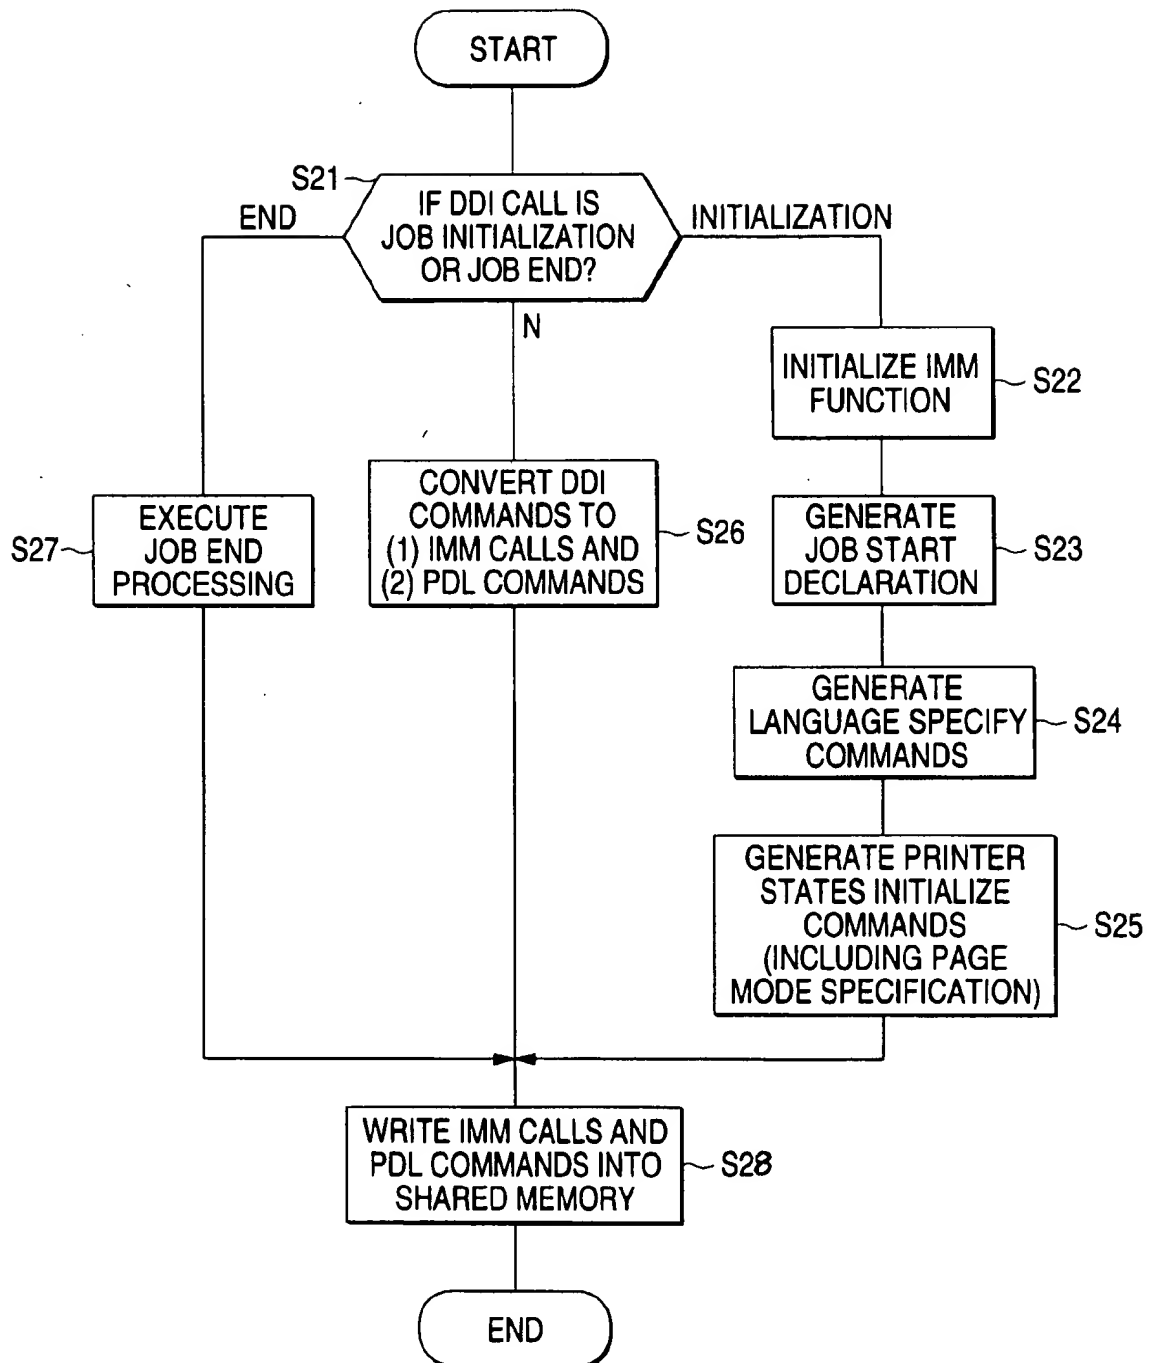 START
S21
IF DDI CALL IS
JOB INITIALIZATION
OR JOB END?
END
INITIALIZATION
N
INITIALIZE IMM
FUNCTION
S22
GENERATE
JOB START
DECLARATION
S23
GENERATE
LANGUAGE SPECIFY
COMMANDS
S24
GENERATE PRINTER
STATES INITIALIZE
COMMANDS
(INCLUDING PAGE
MODE SPECIFICATION)
S25
CONVERT DDI
COMMANDS TO
(1) IMM CALLS AND
(2) PDL COMMANDS
S26
S27
EXECUTE
JOB END
PROCESSING
WRITE IMM CALLS AND
PDL COMMANDS INTO
SHARED MEMORY
S28
END